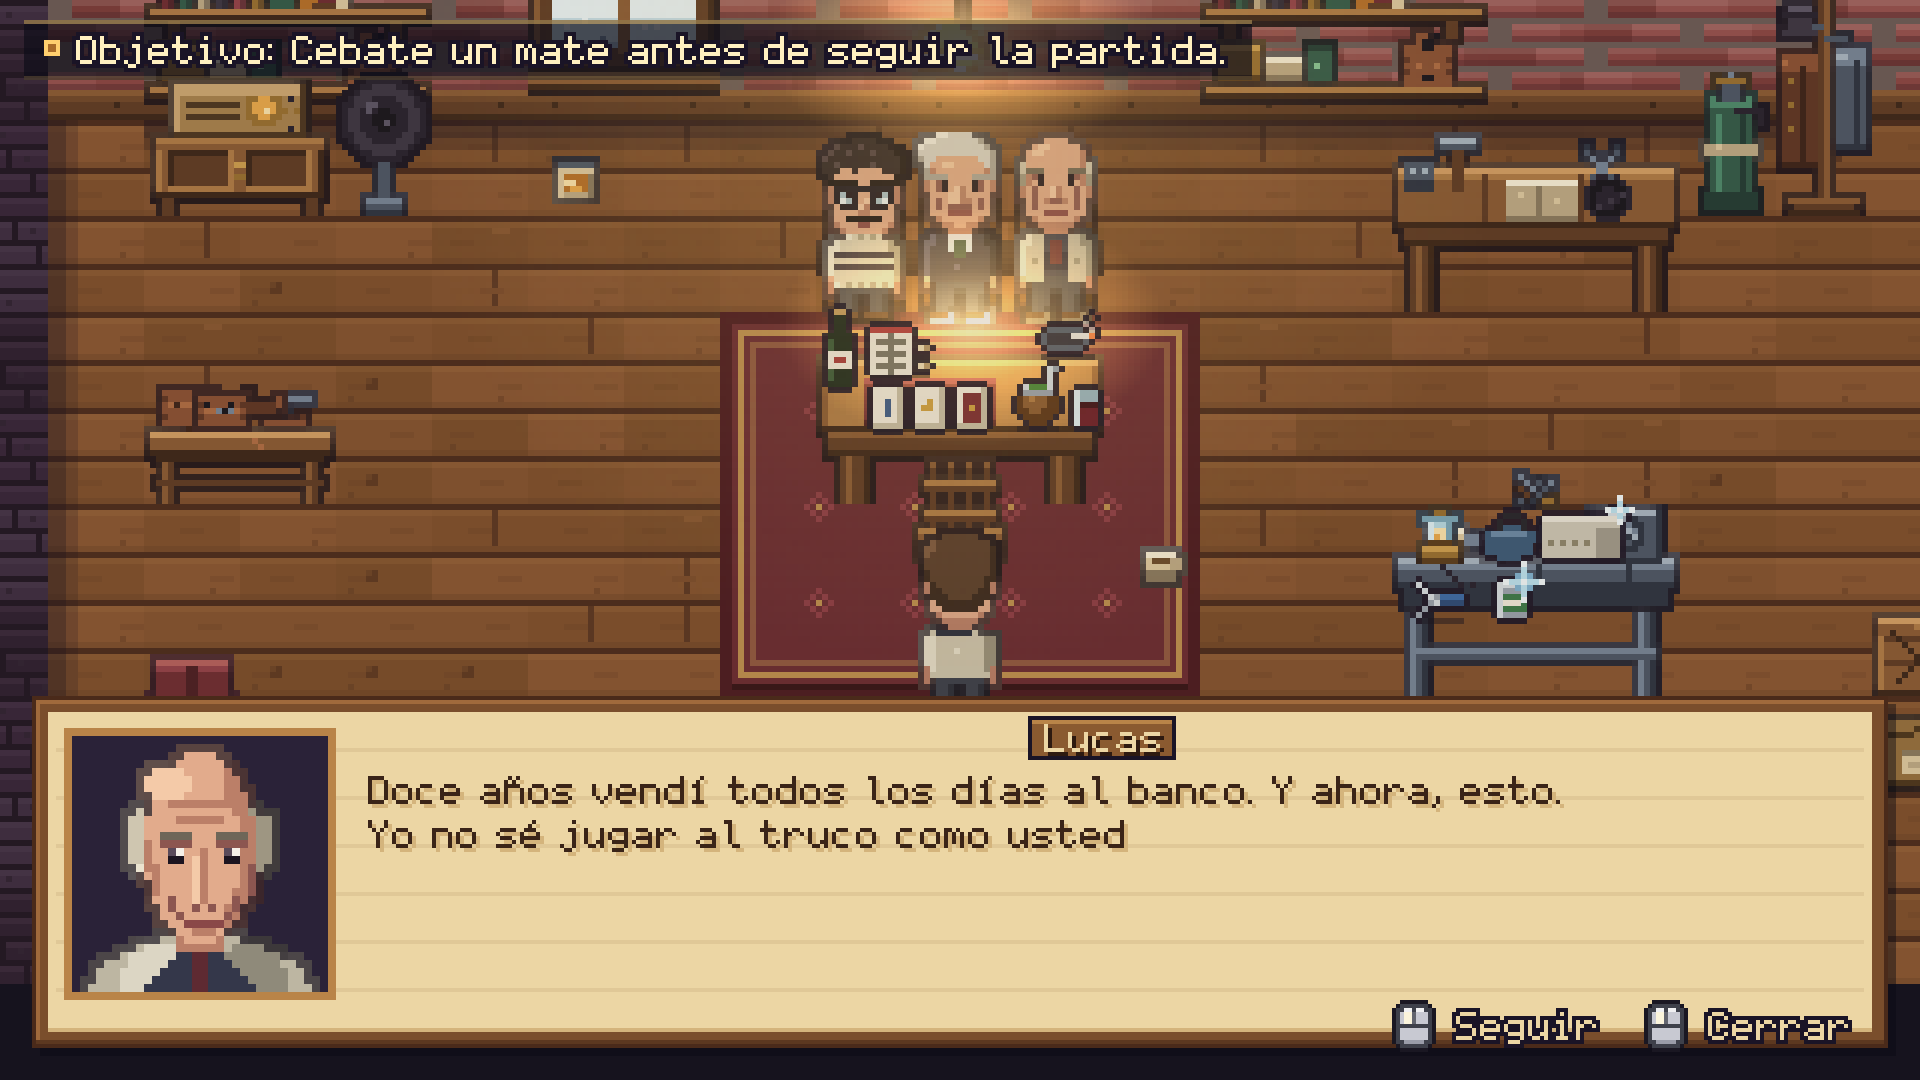 Objetivo: Cebate un mate antes de seguir la partida.
Lucas
Doce años vendí todos los días al banco. Y ahora, esto.
Yo no sé jugar al truco como usted
Seguir
Cerrar